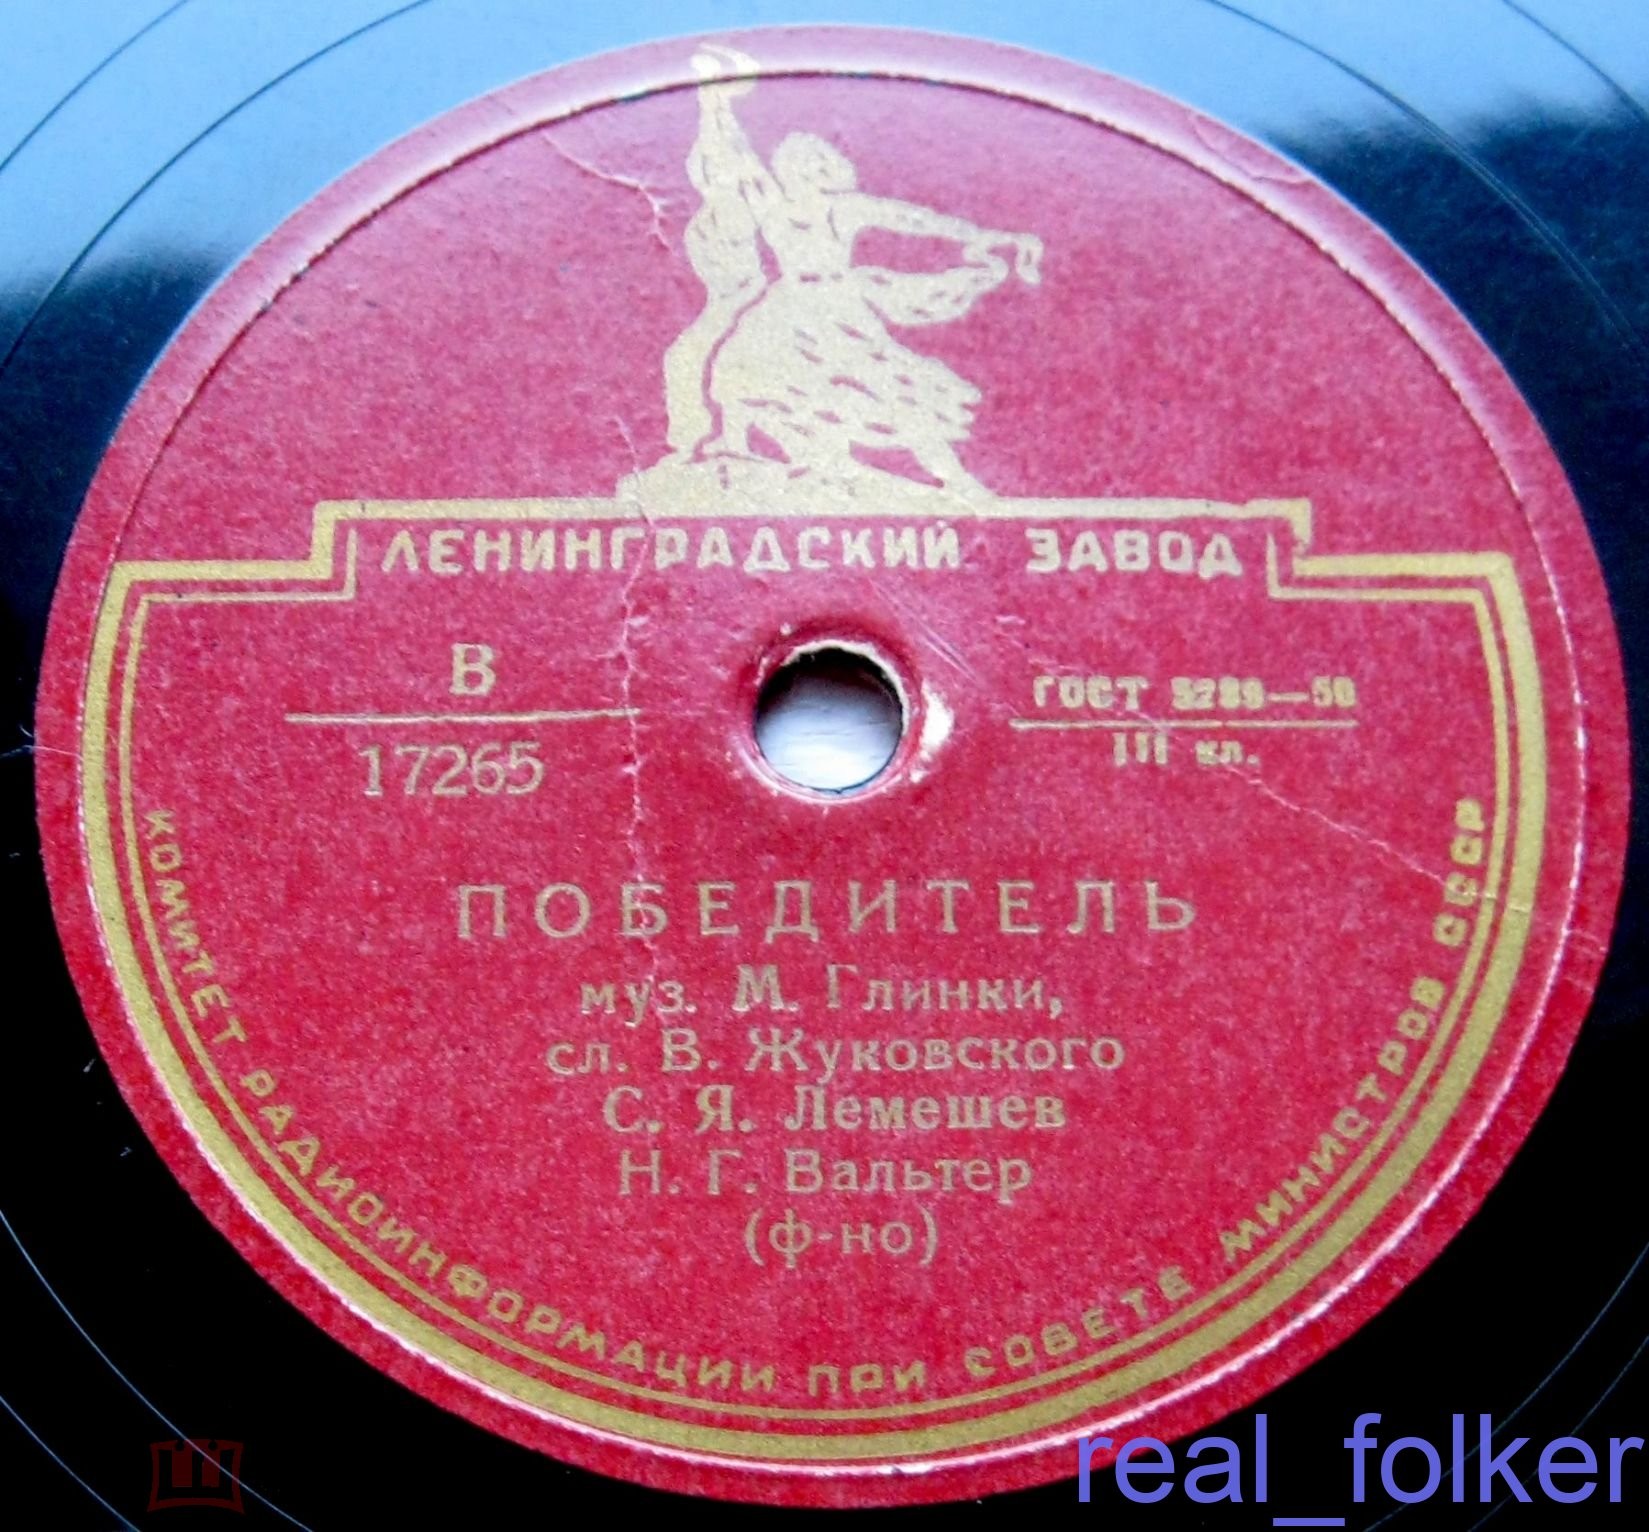 ЛЕНИНГРАДСКИЙ ЗАВОД
В
17265
ГОСТ 5289—50
III кл.
ПОБЕДИТЕЛЬ
муз. М. Глинки,
сл. В. Жуковского
С. Я. Лемешев
Н. Г. Вальтер
(ф-но)
КОМИТЕТ РАДИОИНФОРМАЦИИ ПРИ СОВЕТЕ МИНИСТРОВ СССР
real_folker